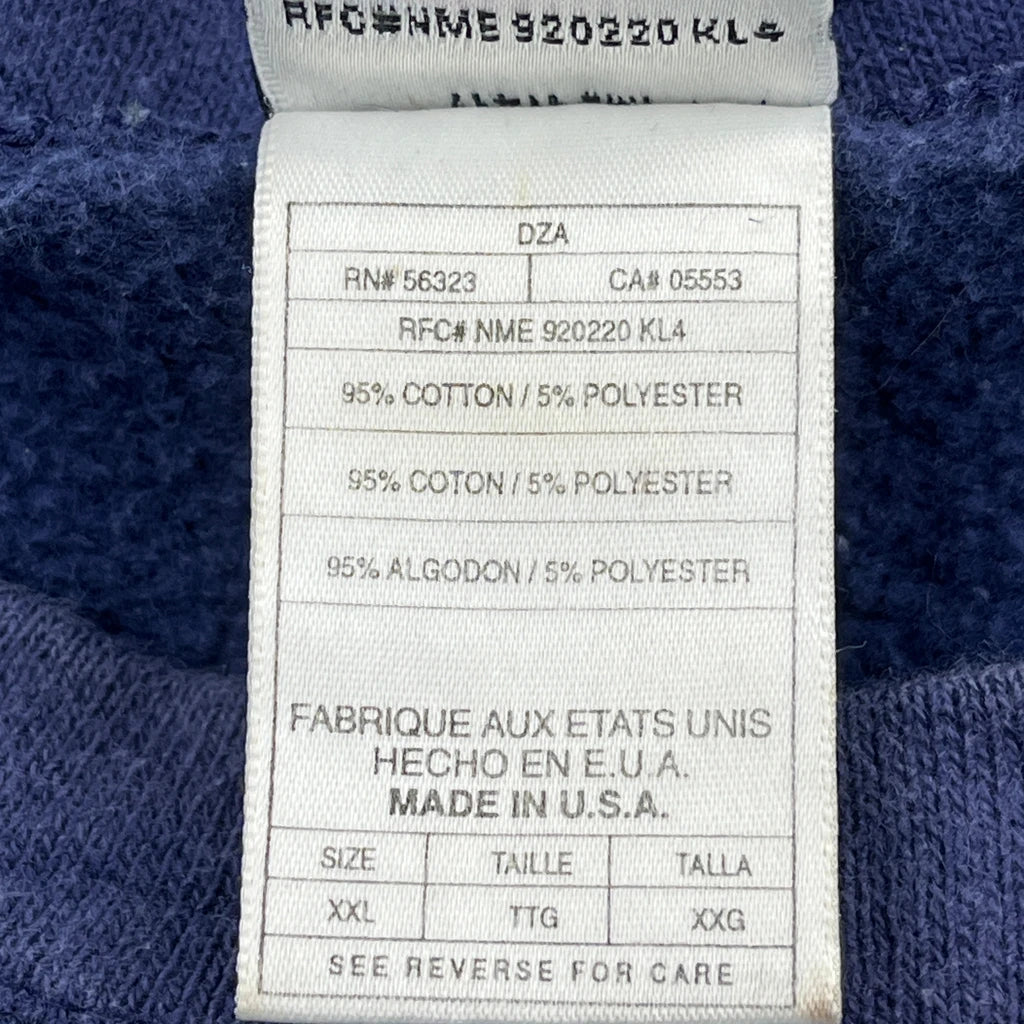 RFC#NME 920220 KL4
DZA
RN# 56323 CA# 05553
RFC# NME 920220 KL4
95% COTTON / 5% POLYESTER
95% COTON / 5% POLYESTER
95% ALGODON / 5% POLYESTER
FABRIQUE AUX ETATS UNIS
HECHO EN E.U.A.
MADE IN U.S.A.
SIZE TAILLE TALLA
XXL TTG XXG
SEE REVERSE FOR CARE